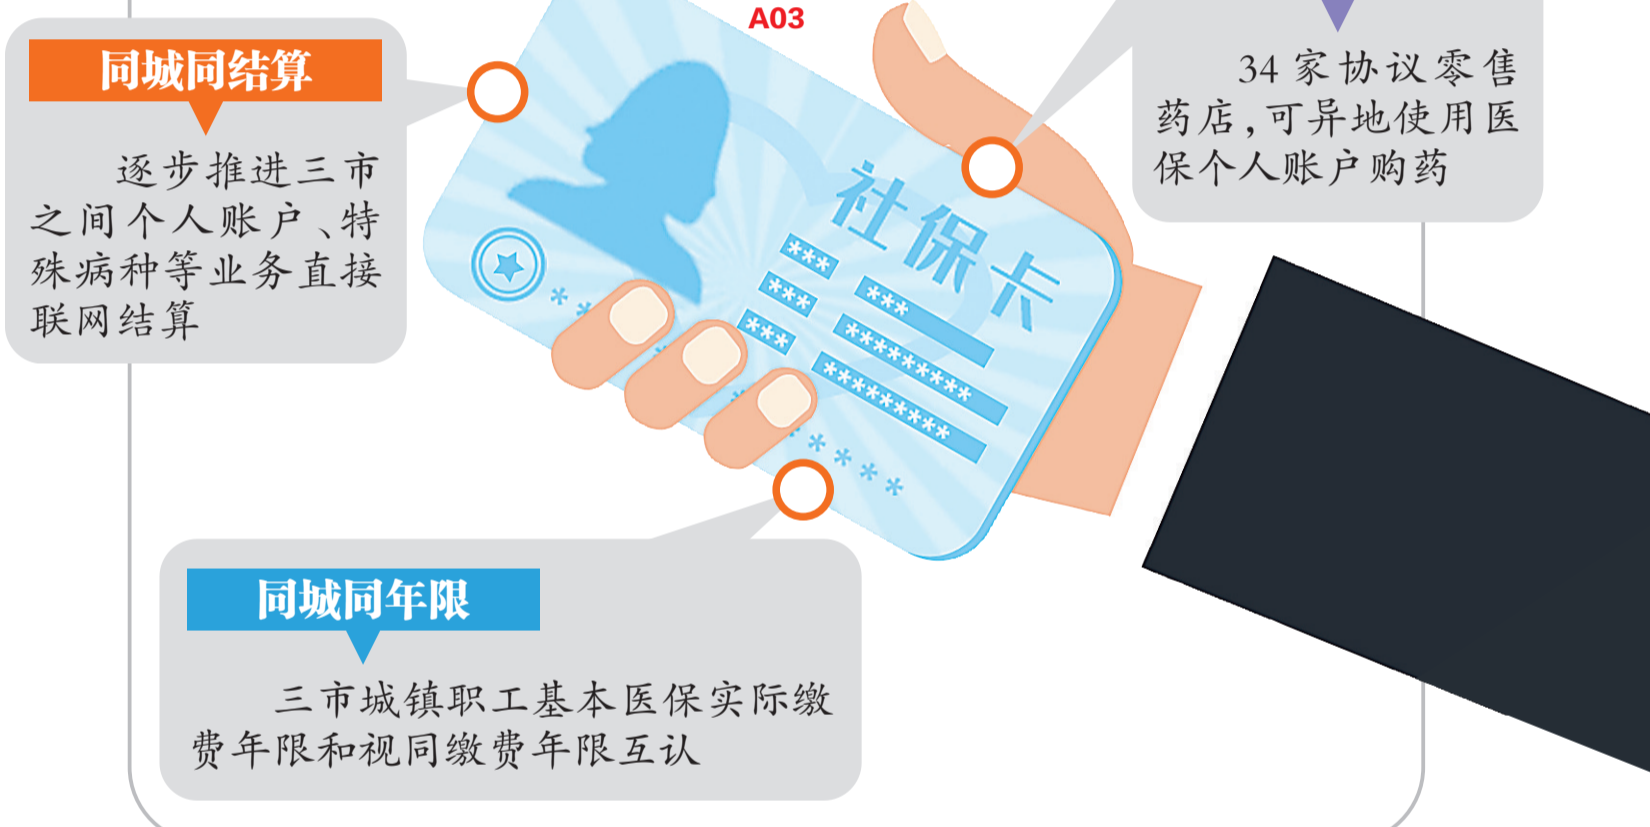 A03
同城同结算
逐步推进三市
之间个人账户、特
殊病种等业务直接
联网结算
34 家协议零售
药店,可异地使用医
保个人账户购药
社保卡
***
***
***
***
*********
*********
同城同年限
三市城镇职工基本医保实际缴
费年限和视同缴费年限互认